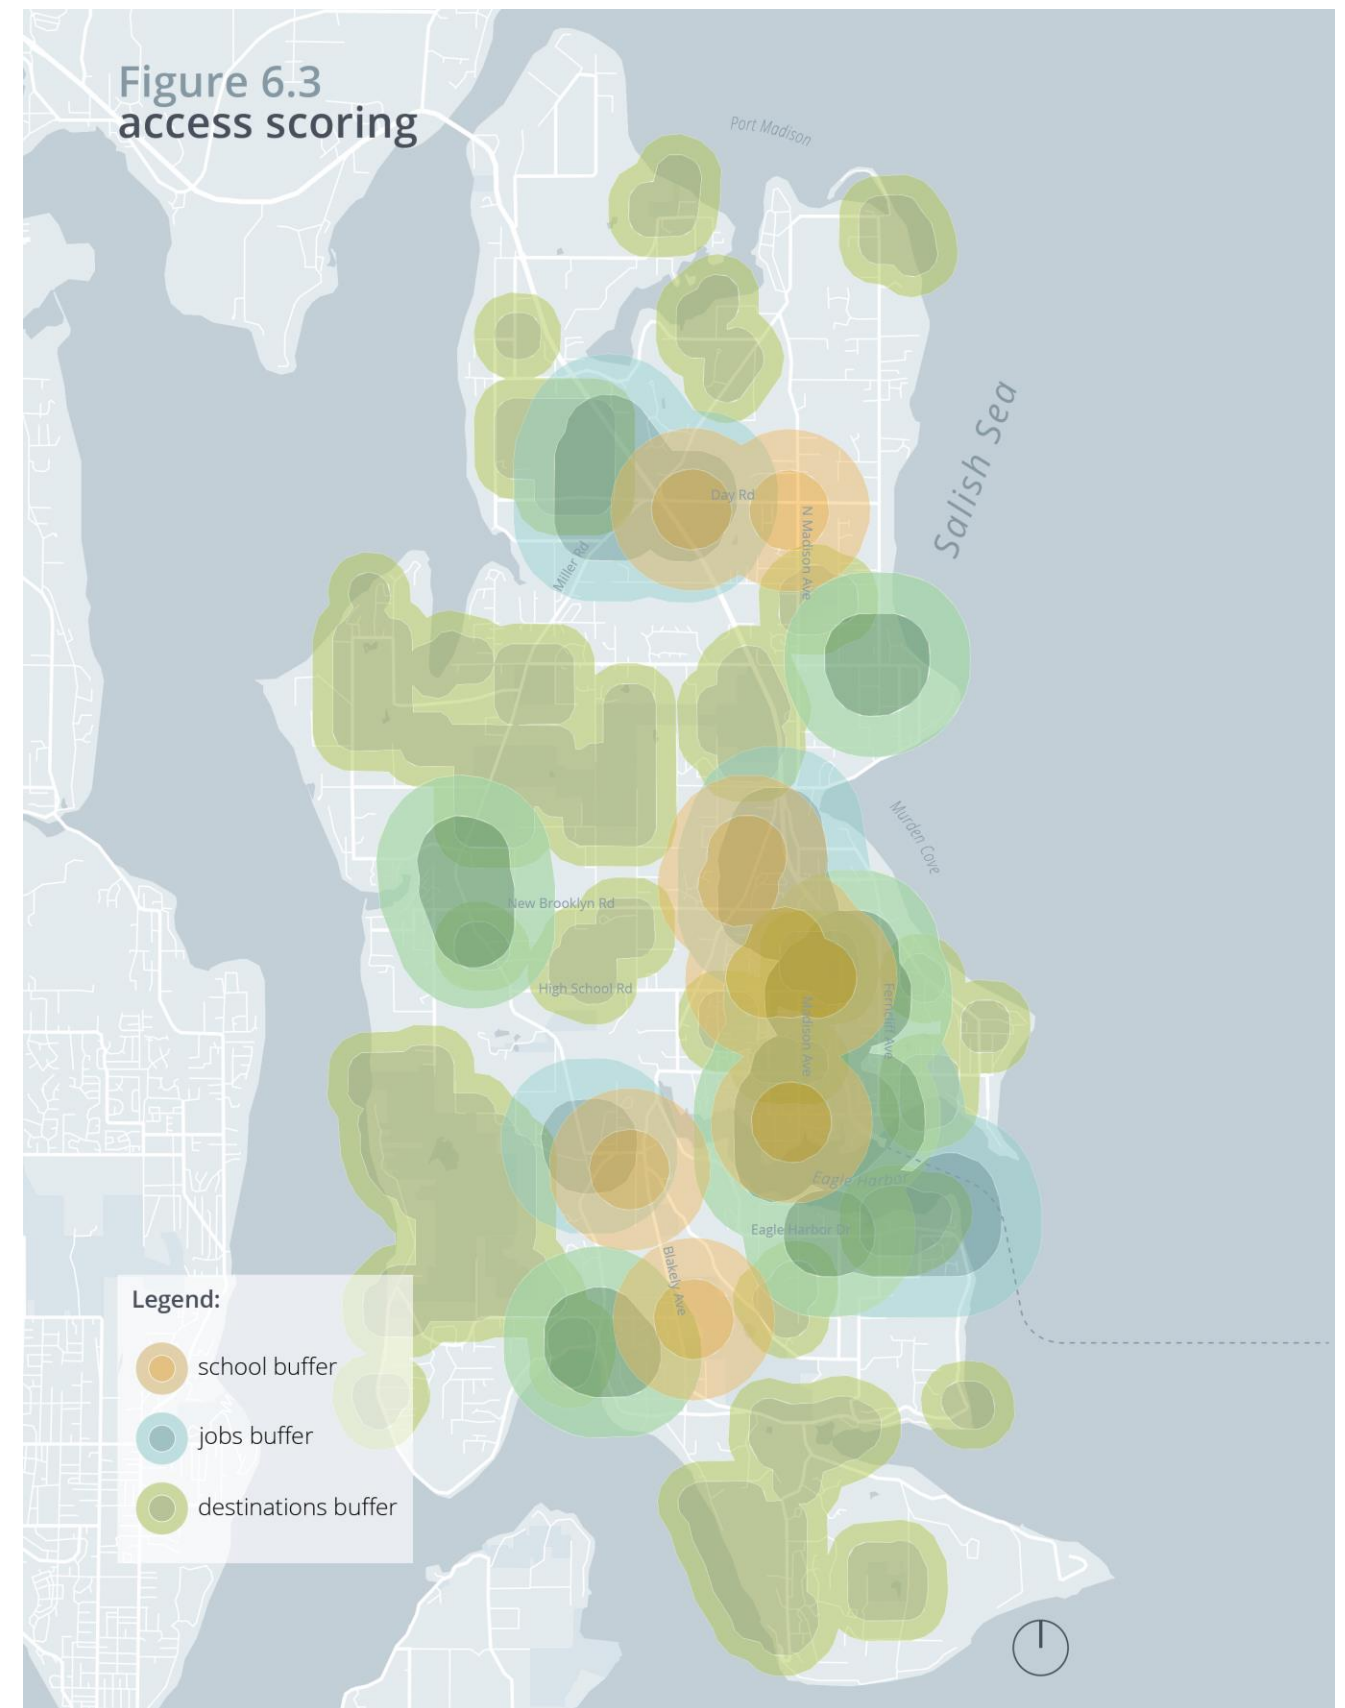 Figure 6.3
access scoring
Port Madison
Salish Sea
Day Rd
N Madison Ave
Miller Rd
Murden Cove
New Brooklyn Rd
High School Rd
Madison Ave
Ferncliff Ave
Eagle Harbor
Eagle Harbor Dr
Blakely Ave
Legend:
school buffer
jobs buffer
destinations buffer